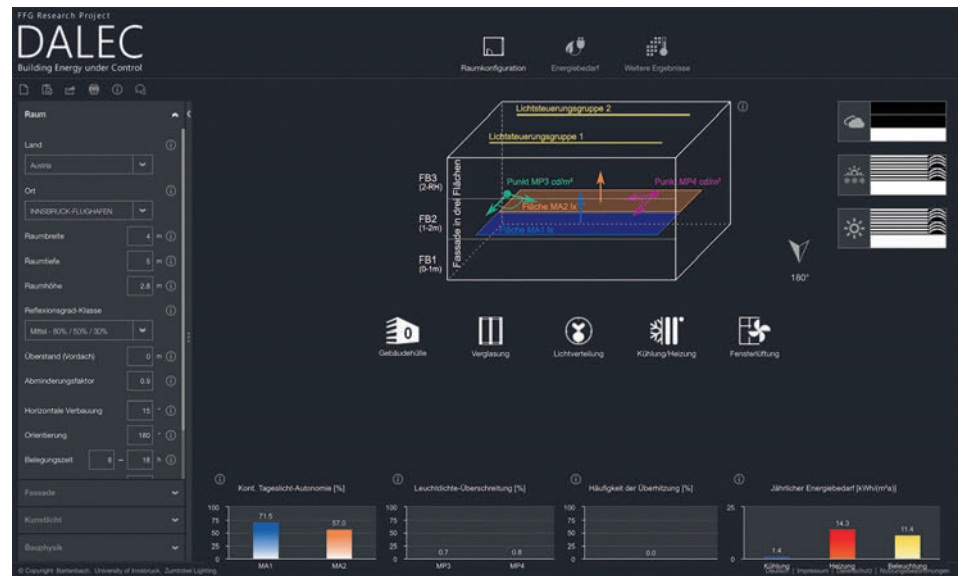 FFG Research Project
DALEC
Building Energy under Control
Raumkonfiguration
Energiebedarf
Weitere Ergebnisse
Raum
Land
Austria
Ort
INNSBRUCK-FLUGHAFEN
Raumbreite 4 m
Raumtiefe 5 m
Raumhöhe 2.8 m
Reflexionsgrad-Klasse
Mittel - 80% / 50% / 30%
Überstand (Vordach) 0 m
Abminderungsfaktor 0.9
Horizontale Verbauung 15 °
Orientierung 180 °
Belegungszeit 8 – 18 h
Fassade
Kunstlicht
Bauphysik
Lichtsteuerungsgruppe 2
Lichtsteuerungsgruppe 1
Fassade in drei Flächen
FB3
(2-RH)
FB2
(1-2m)
FB1
(0-1m)
Punkt MP3 cd/m²
Punkt MP4 cd/m²
Fläche MA2 lx
Fläche MA1 lx
180°
0
Gebäudehülle
Verglasung
Lichtverteilung
Kühlung/Heizung
Fensterlüftung
Kont. Tageslicht-Autonomie [%]
100
75
50
25
0
71.5
57.0
MA1
MA2
Leuchtdichte-Überschreitung [%]
100
75
50
25
0
0.7
0.8
MP3
MP4
Häufigkeit der Überhitzung [%]
100
75
50
25
0
0.0
Jährlicher Energiebedarf [kWh/(m²a)]
25
0
1.4
14.3
11.4
Kühlung
Heizung
Beleuchtung
© Copyright Bartenbach, University of Innsbruck, Zumtobel Lighting.
Deutsch | Impressum | Datenschutz | Nutzungsbestimmungen